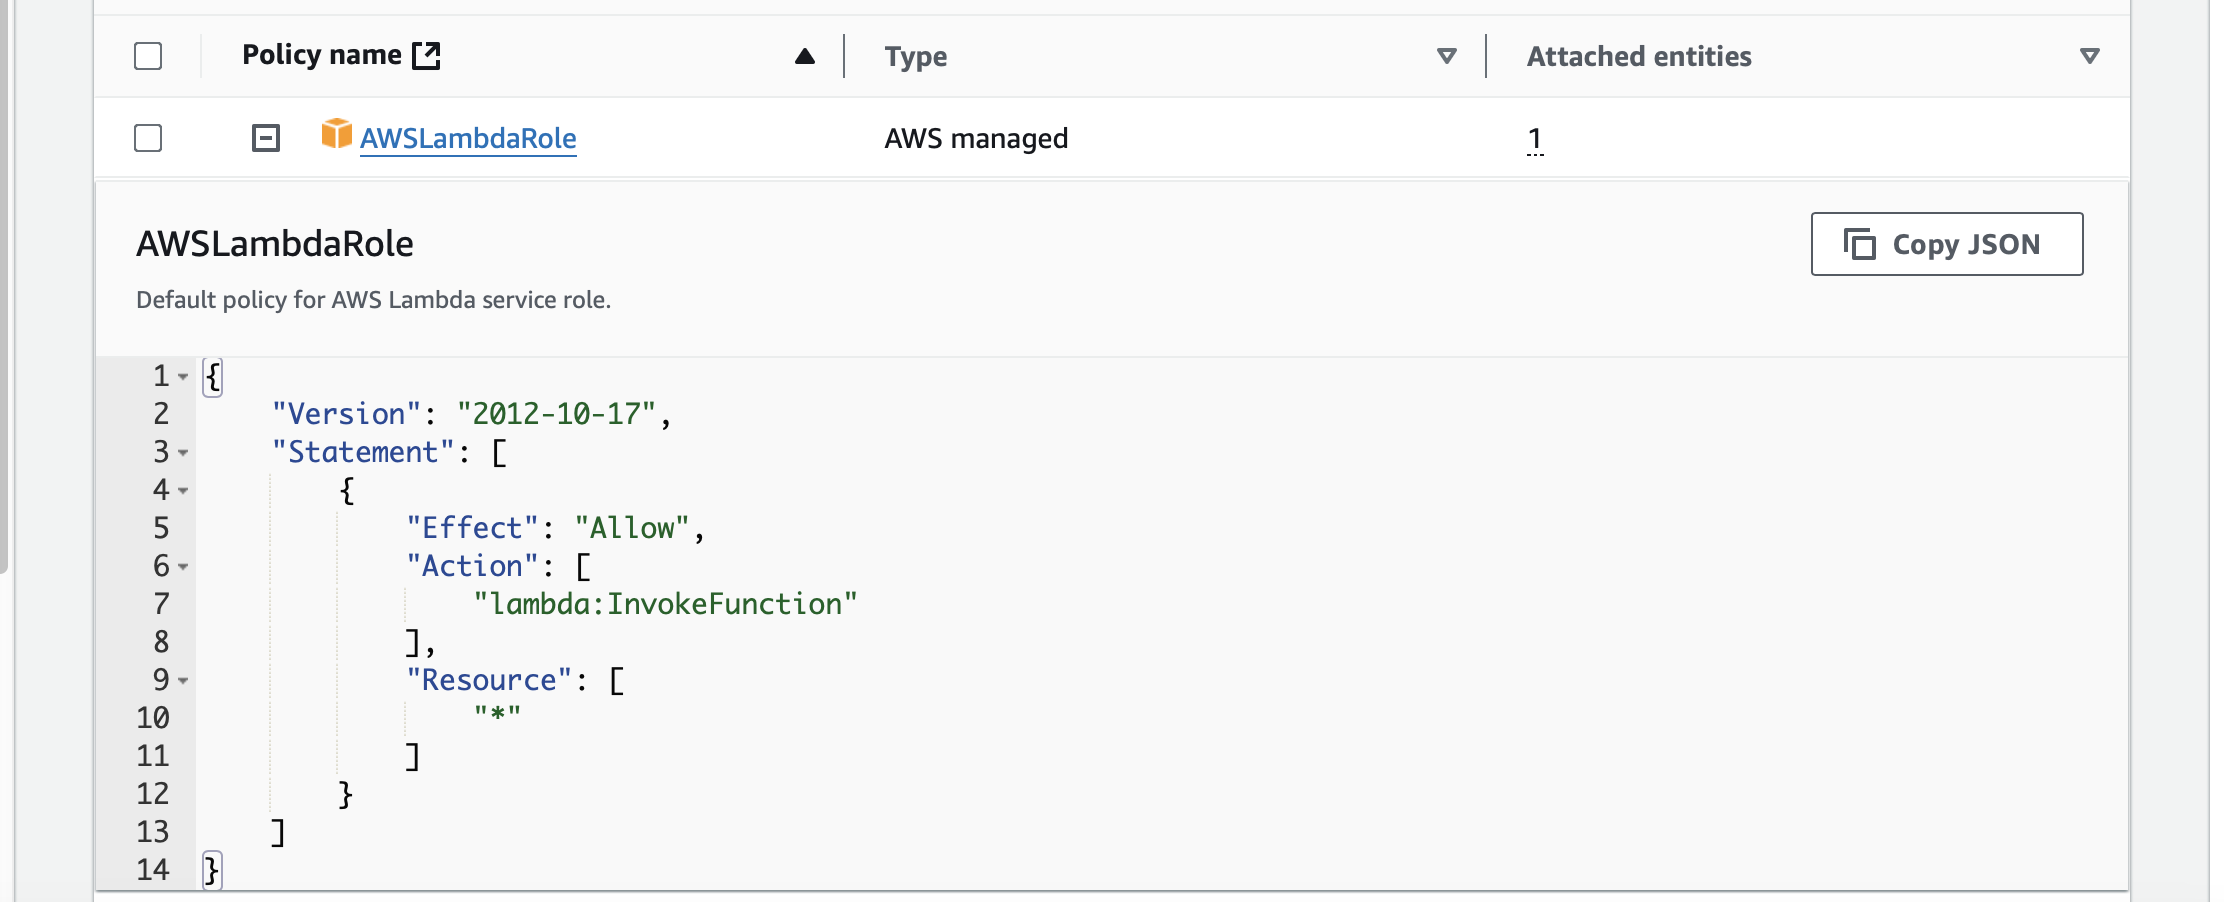 Policy name Type Attached entities
AWSLambdaRole AWS managed 1
AWSLambdaRole
Copy JSON
Default policy for AWS Lambda service role.
1 {
2     "Version": "2012-10-17",
3     "Statement": [
4         {
5             "Effect": "Allow",
6             "Action": [
7                 "lambda:InvokeFunction"
8             ],
9             "Resource": [
10                 "*"
11             ]
12         }
13     ]
14 }